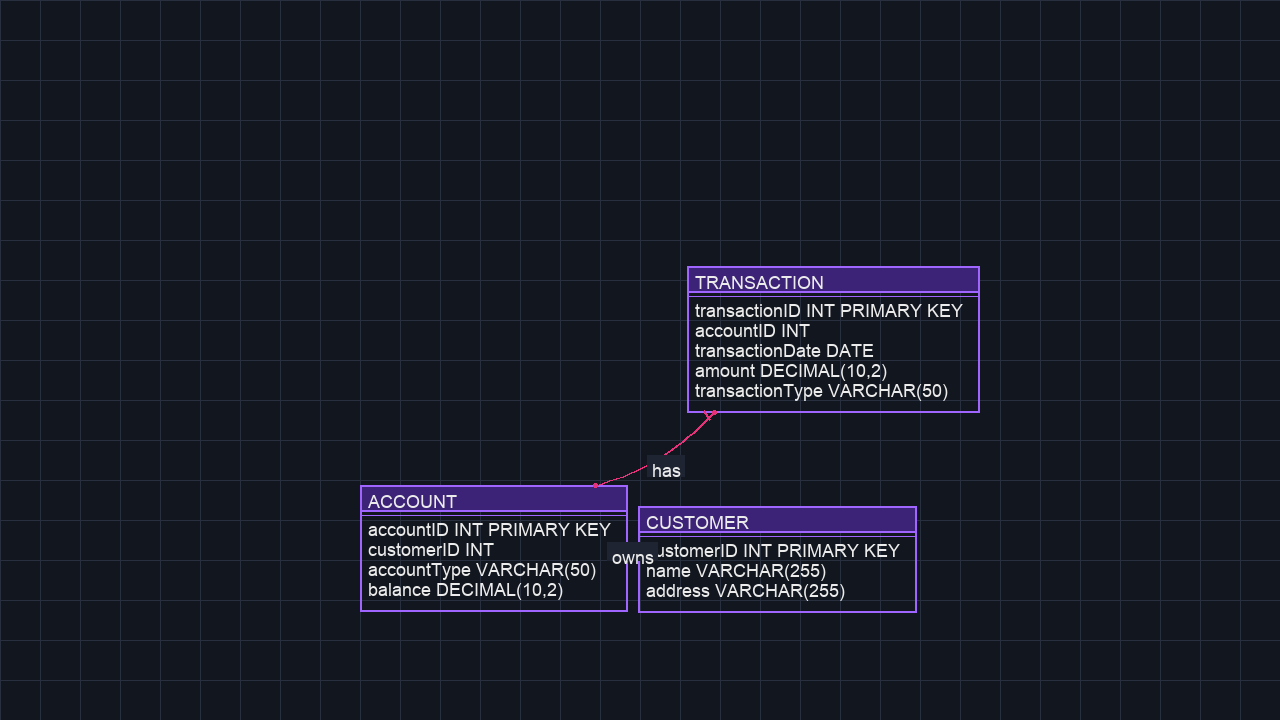 TRANSACTION
transactionID INT PRIMARY KEY
accountID INT
transactionDate DATE
amount DECIMAL(10,2)
transactionType VARCHAR(50)
has
ACCOUNT
accountID INT PRIMARY KEY
customerID INT
accountType VARCHAR(50)
balance DECIMAL(10,2)
owns
CUSTOMER
customerID INT PRIMARY KEY
name VARCHAR(255)
address VARCHAR(255)